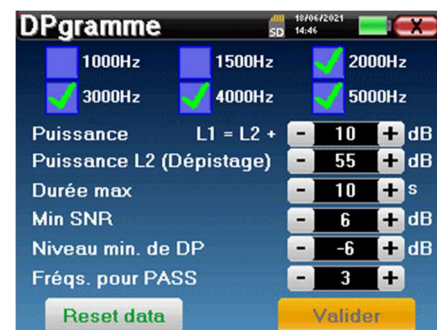 DPgramme SD 18/06/2021 14:46 X
1000Hz 1500Hz 2000Hz
3000Hz 4000Hz 5000Hz
Puissance L1 = L2 + - 10 + dB
Puissance L2 (Dépistage) - 55 + dB
Durée max - 10 + s
Min SNR - 6 + dB
Niveau min. de DP - -6 + dB
Fréqs. pour PASS - 3 +
Reset data Valider